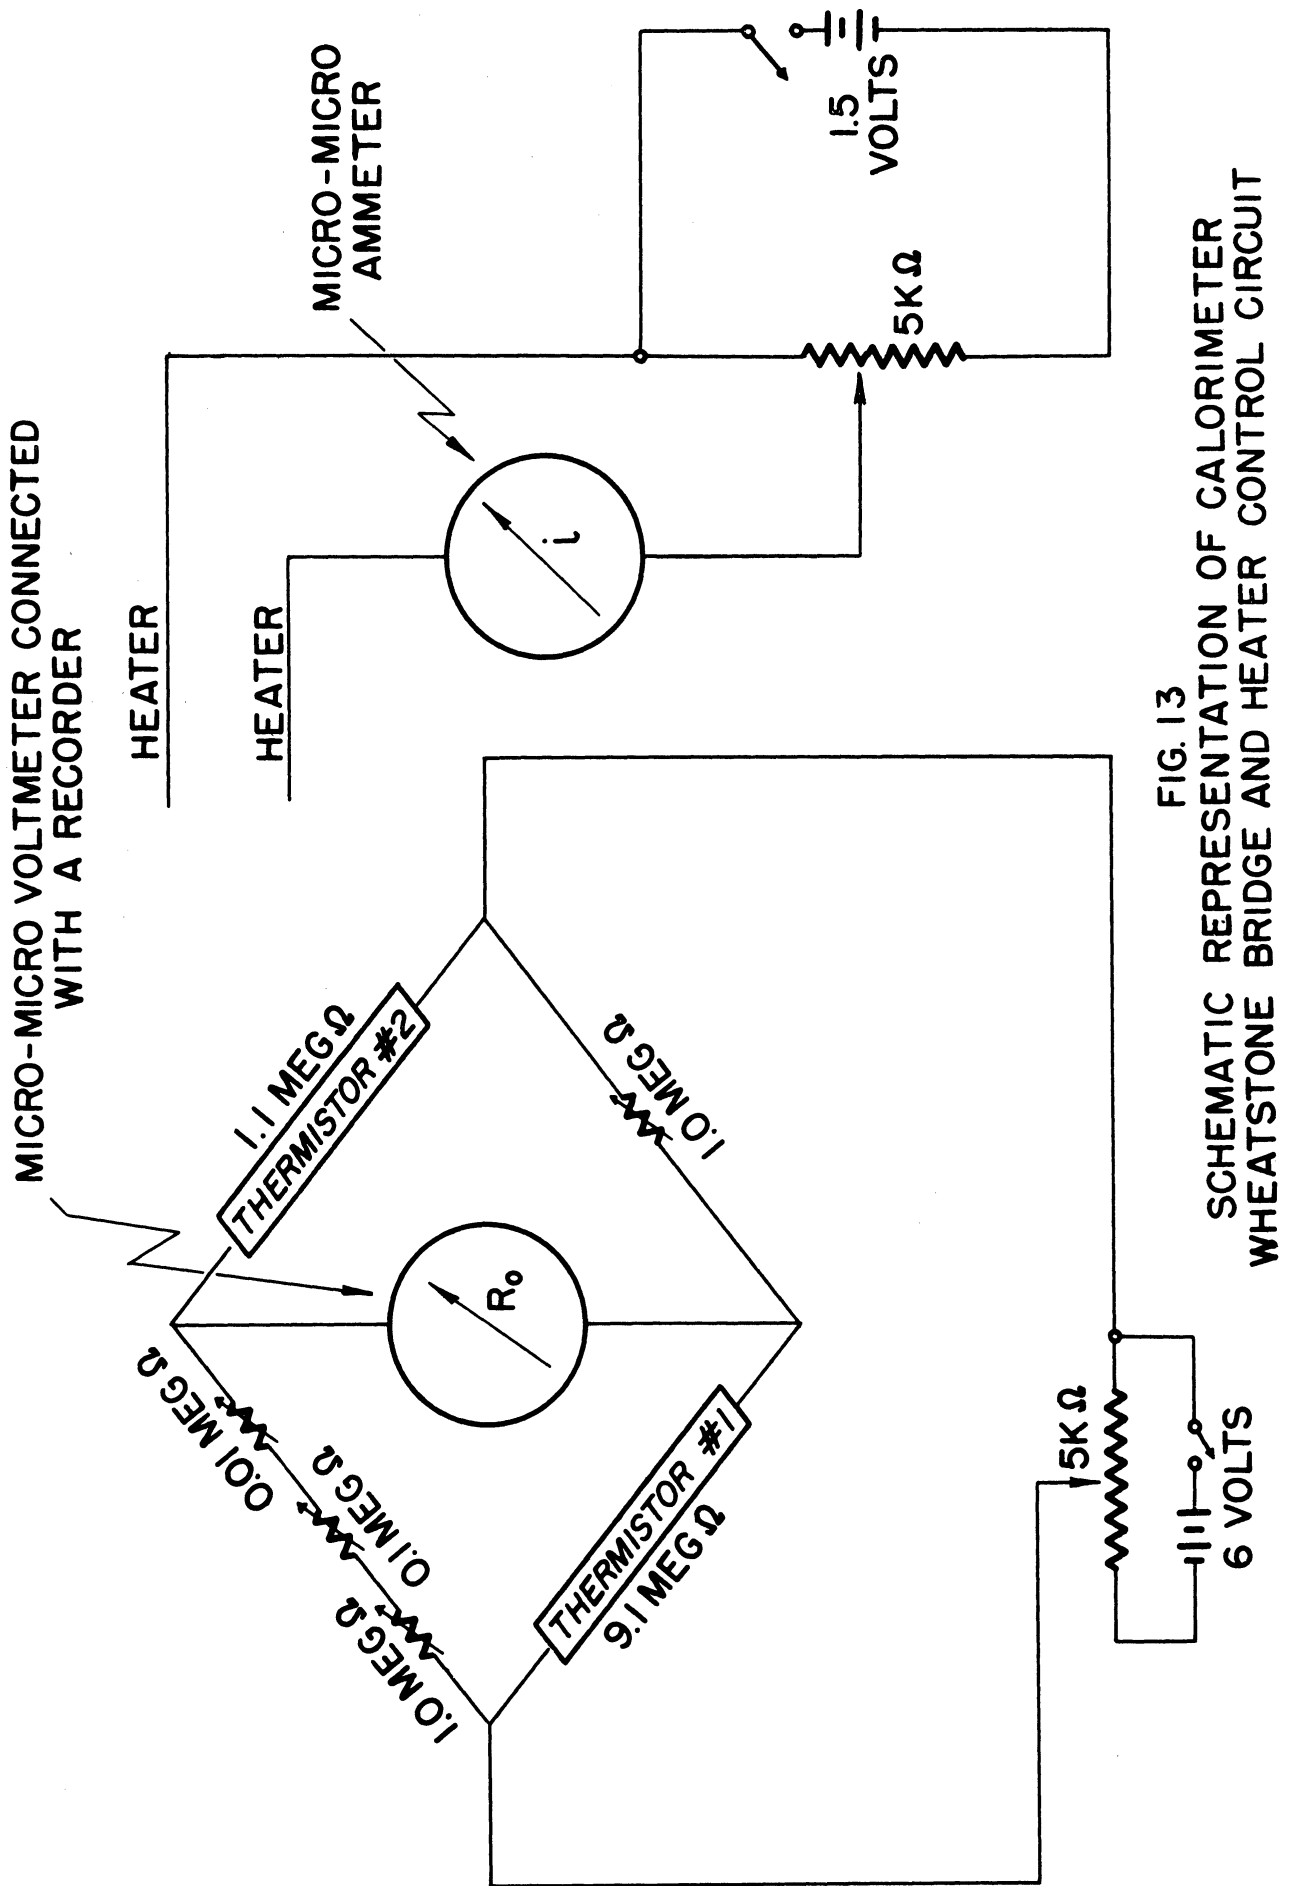 MICRO-MICRO VOLTMETER CONNECTED
WITH A RECORDER
HEATER
HEATER
MICRO-MICRO
AMMETER
i
1.5
VOLTS
5KΩ
1.1 MEG Ω
THERMISTOR #2
0.01 MEG Ω
0.1 MEG Ω
1.0 MEG Ω
R₀
1.0 MEG Ω
THERMISTOR #1
9.1 MEG Ω
5KΩ
6 VOLTS
FIG. 13
SCHEMATIC REPRESENTATION OF CALORIMETER
WHEATSTONE BRIDGE AND HEATER CONTROL CIRCUIT